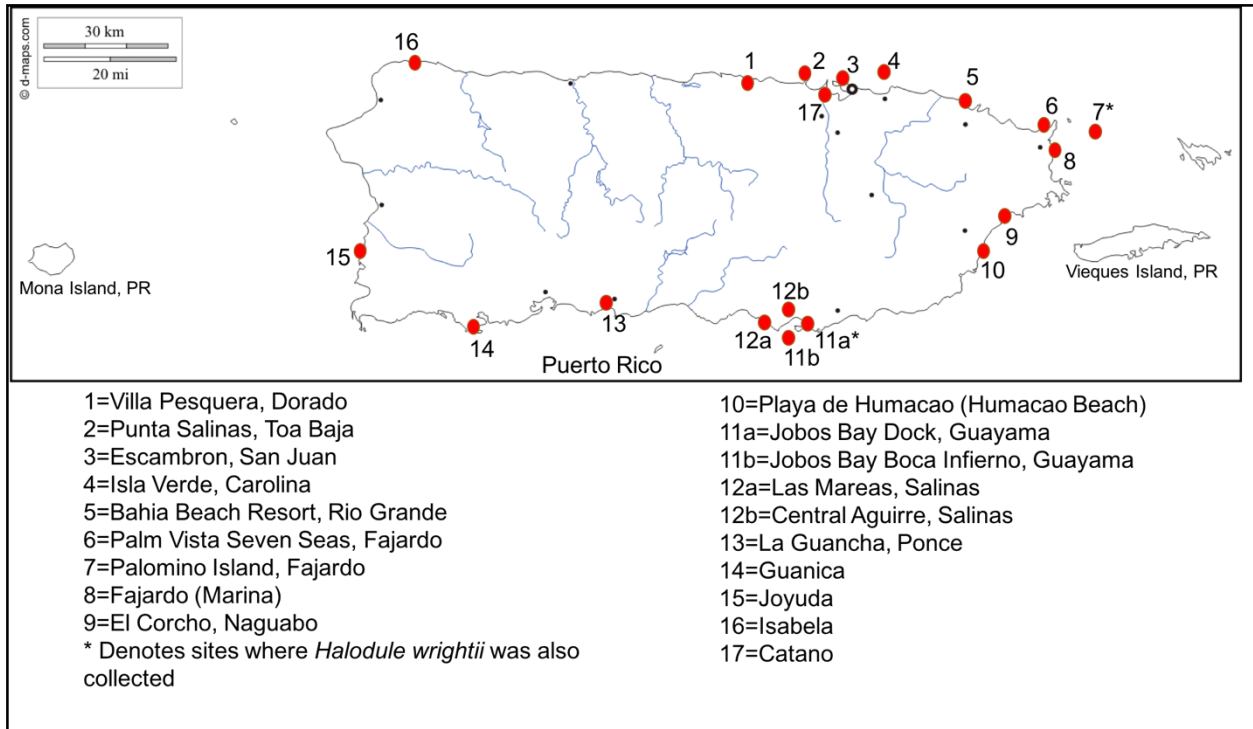 © d-maps.com
30 km
20 mi
16
1
2
3
4
17
5
6
7*
8
9
10
15
14
13
12b
12a
11a*
11b
Mona Island, PR
Vieques Island, PR
Puerto Rico
1=Villa Pesquera, Dorado
2=Punta Salinas, Toa Baja
3=Escambron, San Juan
4=Isla Verde, Carolina
5=Bahia Beach Resort, Rio Grande
6=Palm Vista Seven Seas, Fajardo
7=Palomino Island, Fajardo
8=Fajardo (Marina)
9=El Corcho, Naguabo
* Denotes sites where Halodule wrightii was also
collected
10=Playa de Humacao (Humacao Beach)
11a=Jobos Bay Dock, Guayama
11b=Jobos Bay Boca Infierno, Guayama
12a=Las Mareas, Salinas
12b=Central Aguirre, Salinas
13=La Guancha, Ponce
14=Guanica
15=Joyuda
16=Isabela
17=Catano